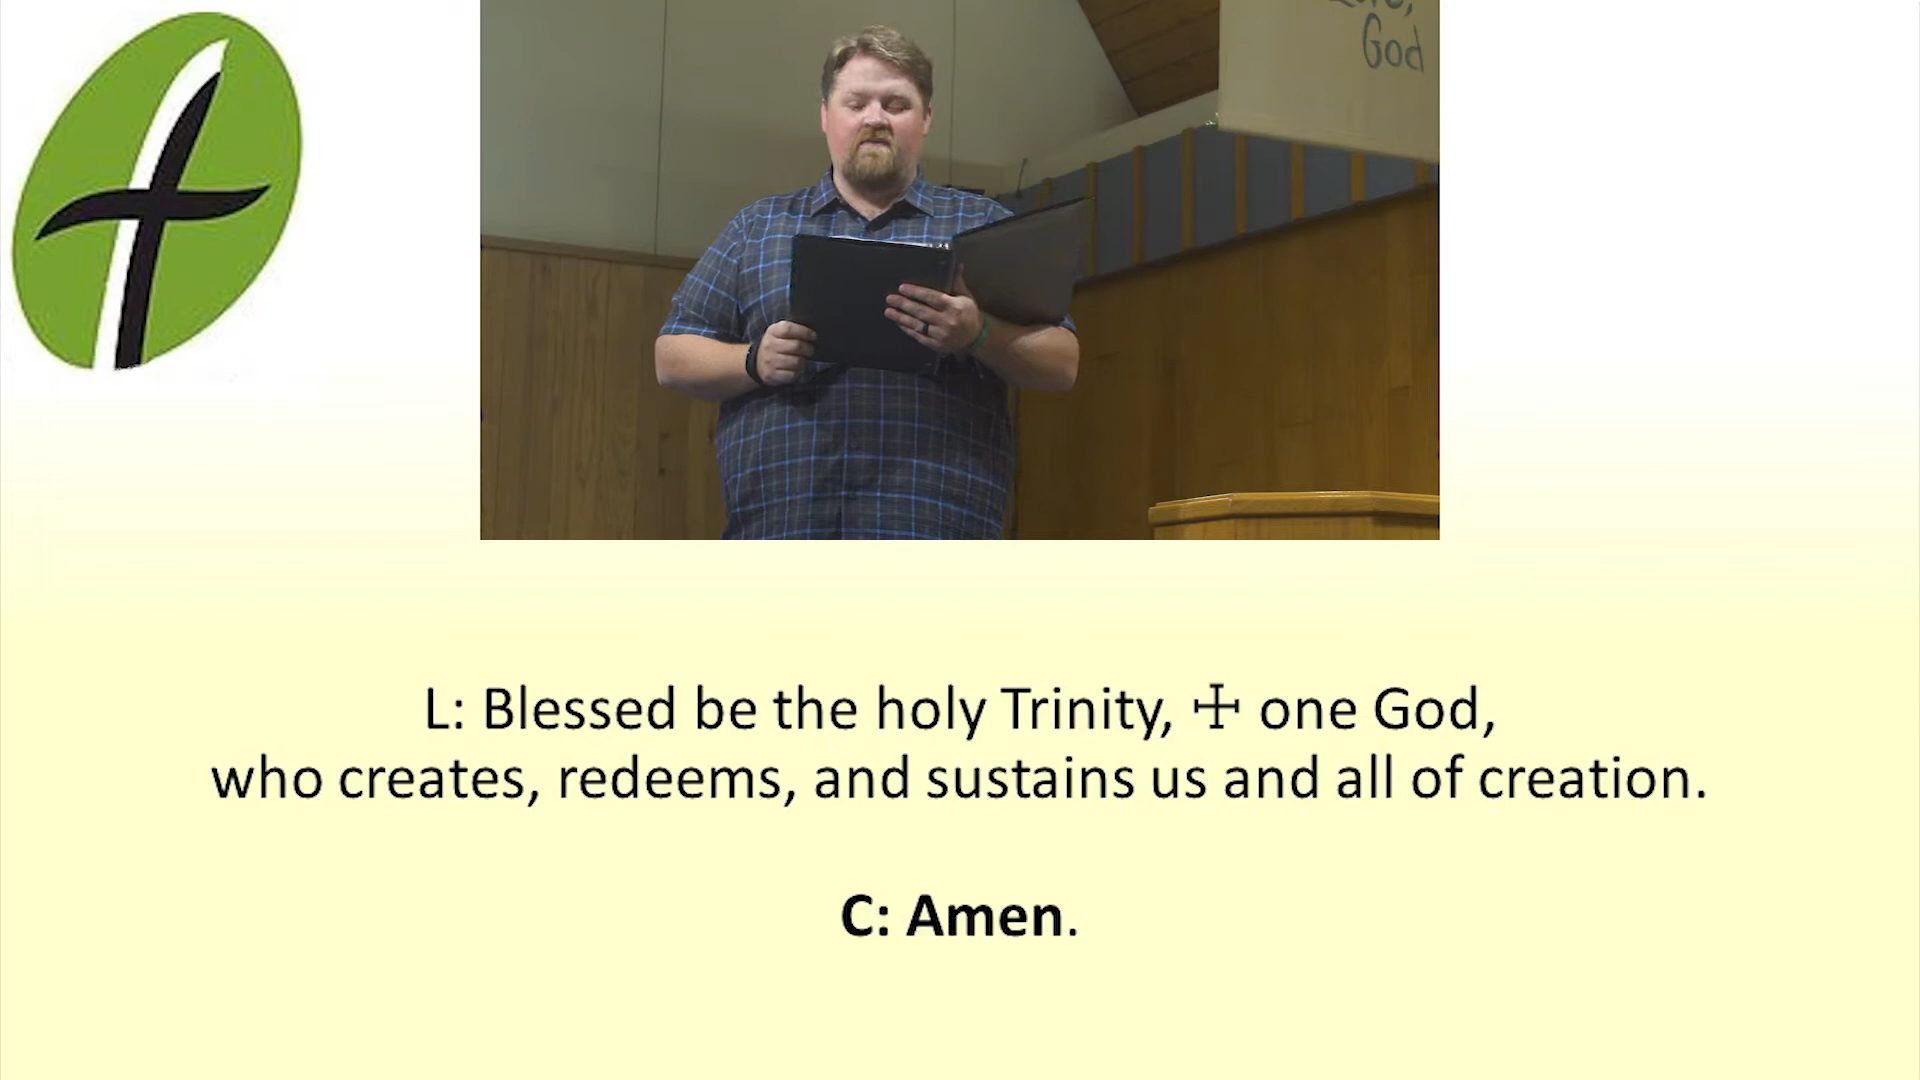 God
L: Blessed be the holy Trinity, ☩ one God,
who creates, redeems, and sustains us and all of creation.
C: Amen.